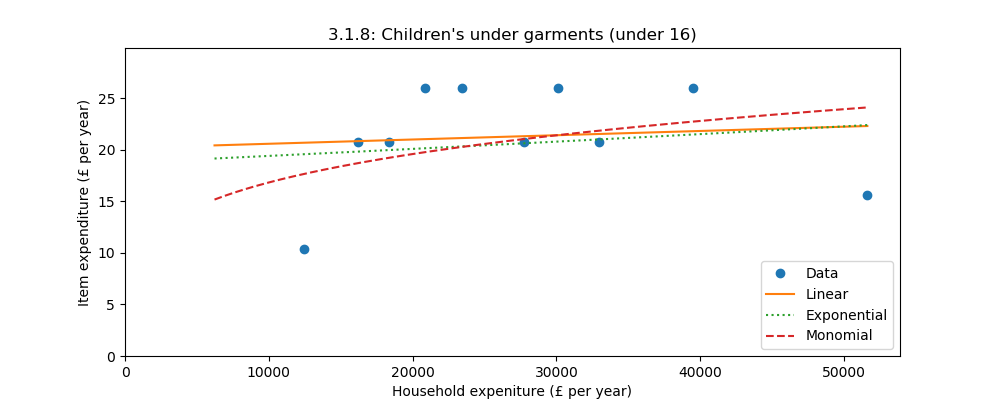 3.1.8: Children's under garments (under 16)
Item expenditure (£ per year)
25
20
15
10
5
0
0 10000 20000 30000 40000 50000
Household expeniture (£ per year)
Data
Linear
Exponential
Monomial